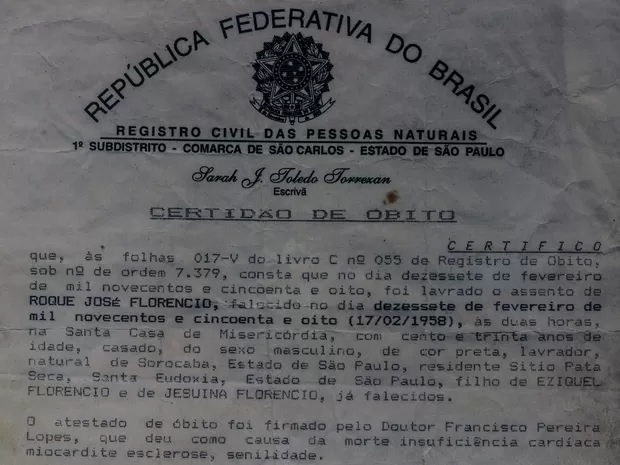 REPÚBLICA FEDERATIVA DO BRASIL
REGISTRO CIVIL DAS PESSOAS NATURAIS
1º SUBDISTRITO - COMARCA DE SÃO CARLOS - ESTADO DE SÃO PAULO
Sarah J. Toledo Torrezan
Escrivã
CERTIDÃO DE ÓBITO
CERTIFICO
que, às folhas 017-V do livro C nº 055 de Registro de Óbito,
sob nº de ordem 7.379, consta que no dia dezessete de fevereiro
de mil novecentos e cincoenta e oito, foi lavrado o assento de
ROQUE JOSÉ FLORENCIO, falecido no dia dezessete de fevereiro de
mil novecentos e cincoenta e oito (17/02/1958), às duas horas,
na Santa Casa de Misericórdia, com cento e trinta anos de
idade, casado, do sexo masculino, de cor preta, lavrador,
natural de Sorocaba, Estado de São Paulo, residente Sitio Pata
Seca, Santa Eudoxia, Estado de São Paulo, filho de EZIQUEL
FLORENCIO e de JESUINA FLORENCIO, já falecidos.
O atestado de óbito foi firmado pelo Doutor Francisco Pereira
Lopes, que deu como causa da morte insuficiência cardíaca
miocardite esclerose, senilidade.